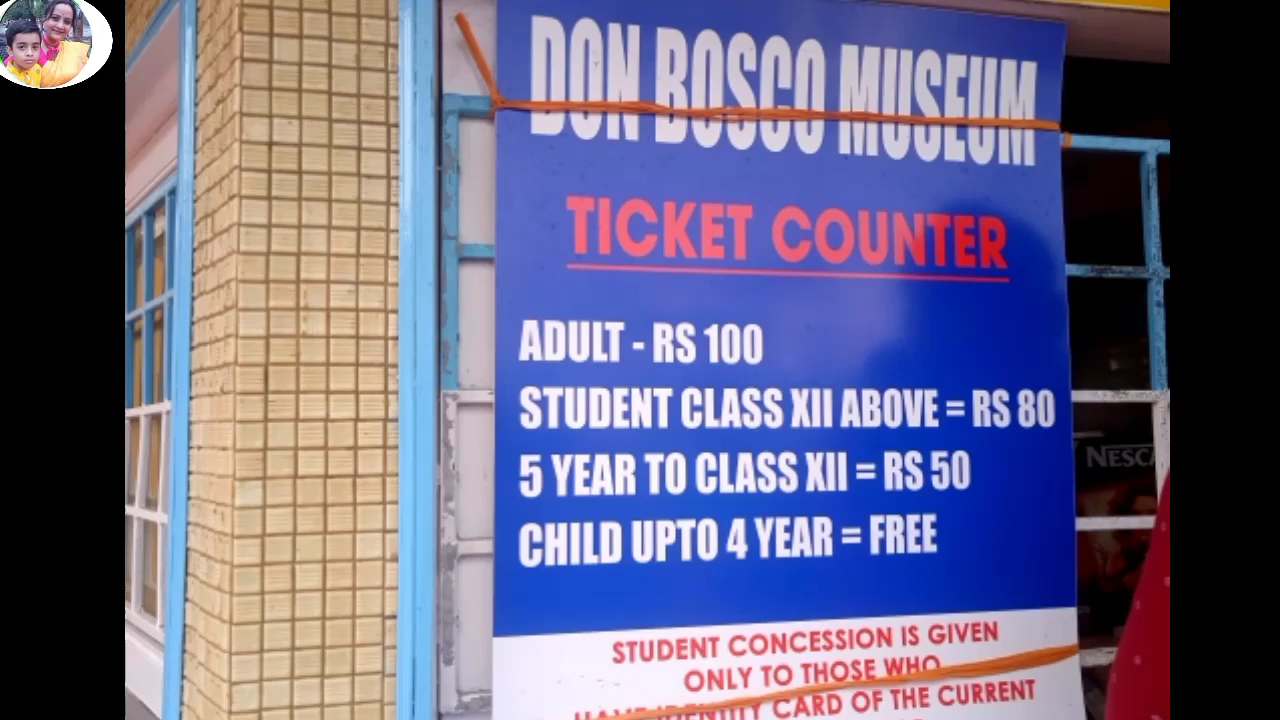 DON BOSCO MUSEUM
TICKET COUNTER
ADULT - RS 100
STUDENT CLASS XII ABOVE = RS 80
5 YEAR TO CLASS XII = RS 50
CHILD UPTO 4 YEAR = FREE
STUDENT CONCESSION IS GIVEN
ONLY TO THOSE WHO
HAVE IDENTITY CARD OF THE CURRENT
NESCA